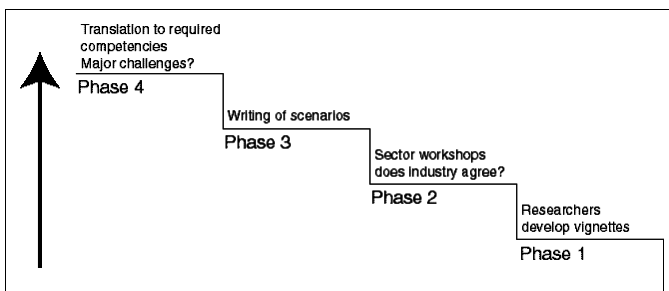 Translation to required
competencies
Major challenges?
Phase 4
Writing of scenarios
Phase 3
Sector workshops
does industry agree?
Phase 2
Researchers
develop vignettes
Phase 1